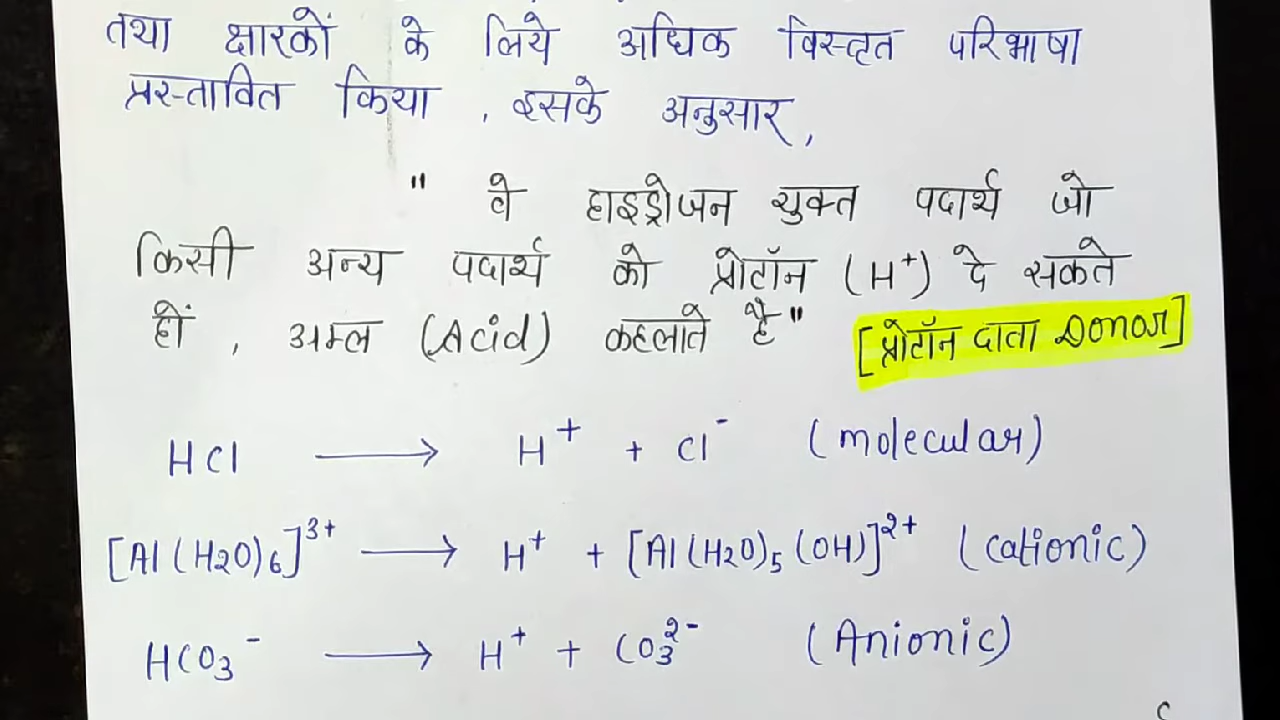 तथा क्षारकों के लिये अधिक विस्तृत परिभाषा
प्रस्तावित किया , इसके अनुसार,
" वे हाइड्रोजन युक्त पदार्थ जो
किसी अन्य पदार्थ को प्रोटॉन (H⁺) दे सकते
हों , अम्ल (Acid) कहलाते है" [प्रोटॉन दाता Donor]
HCl ⟶ H⁺ + Cl⁻ (molecular)
[Al(H₂O)₆]³⁺ ⟶ H⁺ + [Al(H₂O)₅(OH)]²⁺ (Cationic)
HCO₃⁻ ⟶ H⁺ + CO₃²⁻ (Anionic)